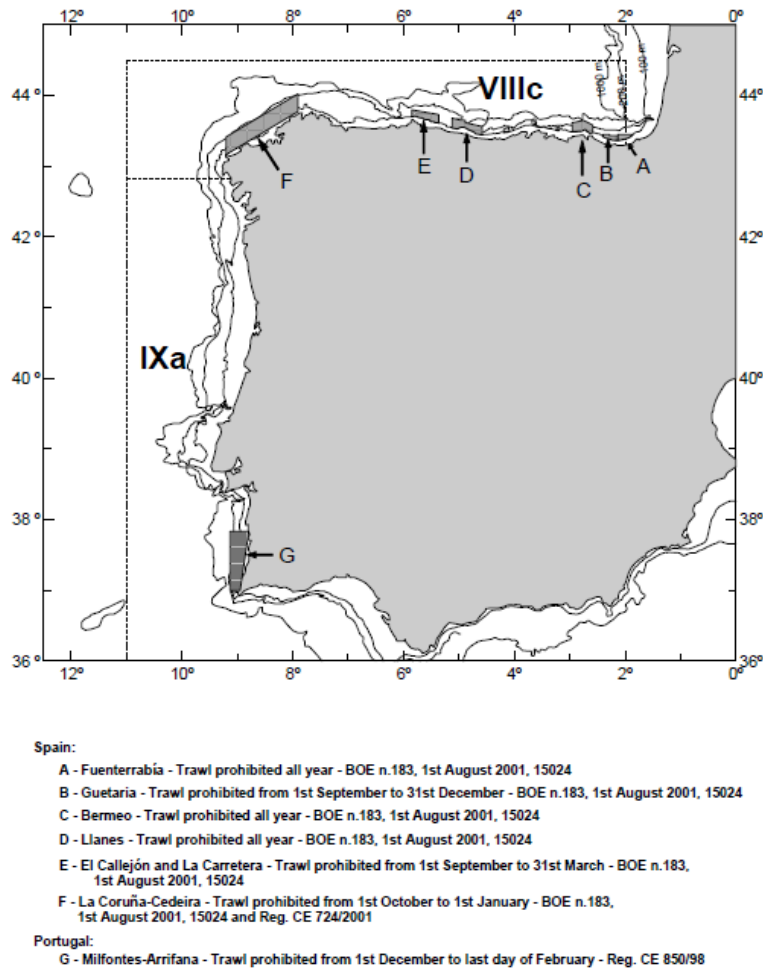 12º 10º 8º 6º 4º 2º 0º
1000 m
200 m
100 m
VIIIc
44º 44º
E
D
C
B
A
F
42º 42º
IXa
40º 40º
38º 38º
G
36º 36º
12º 10º 8º 6º 4º 2º 0º
Spain:
A - Fuenterrabía - Trawl prohibited all year - BOE n.183, 1st August 2001, 15024
B - Guetaria - Trawl prohibited from 1st September to 31st December - BOE n.183, 1st August 2001, 15024
C - Bermeo - Trawl prohibited all year - BOE n.183, 1st August 2001, 15024
D - Llanes - Trawl prohibited all year - BOE n.183, 1st August 2001, 15024
E - El Callejón and La Carretera - Trawl prohibited from 1st September to 31st March - BOE n.183,
1st August 2001, 15024
F - La Coruña-Cedeira - Trawl prohibited from 1st October to 1st January - BOE n.183,
1st August 2001, 15024 and Reg. CE 724/2001
Portugal:
G - Milfontes-Arrifana - Trawl prohibited from 1st December to last day of February - Reg. CE 850/98